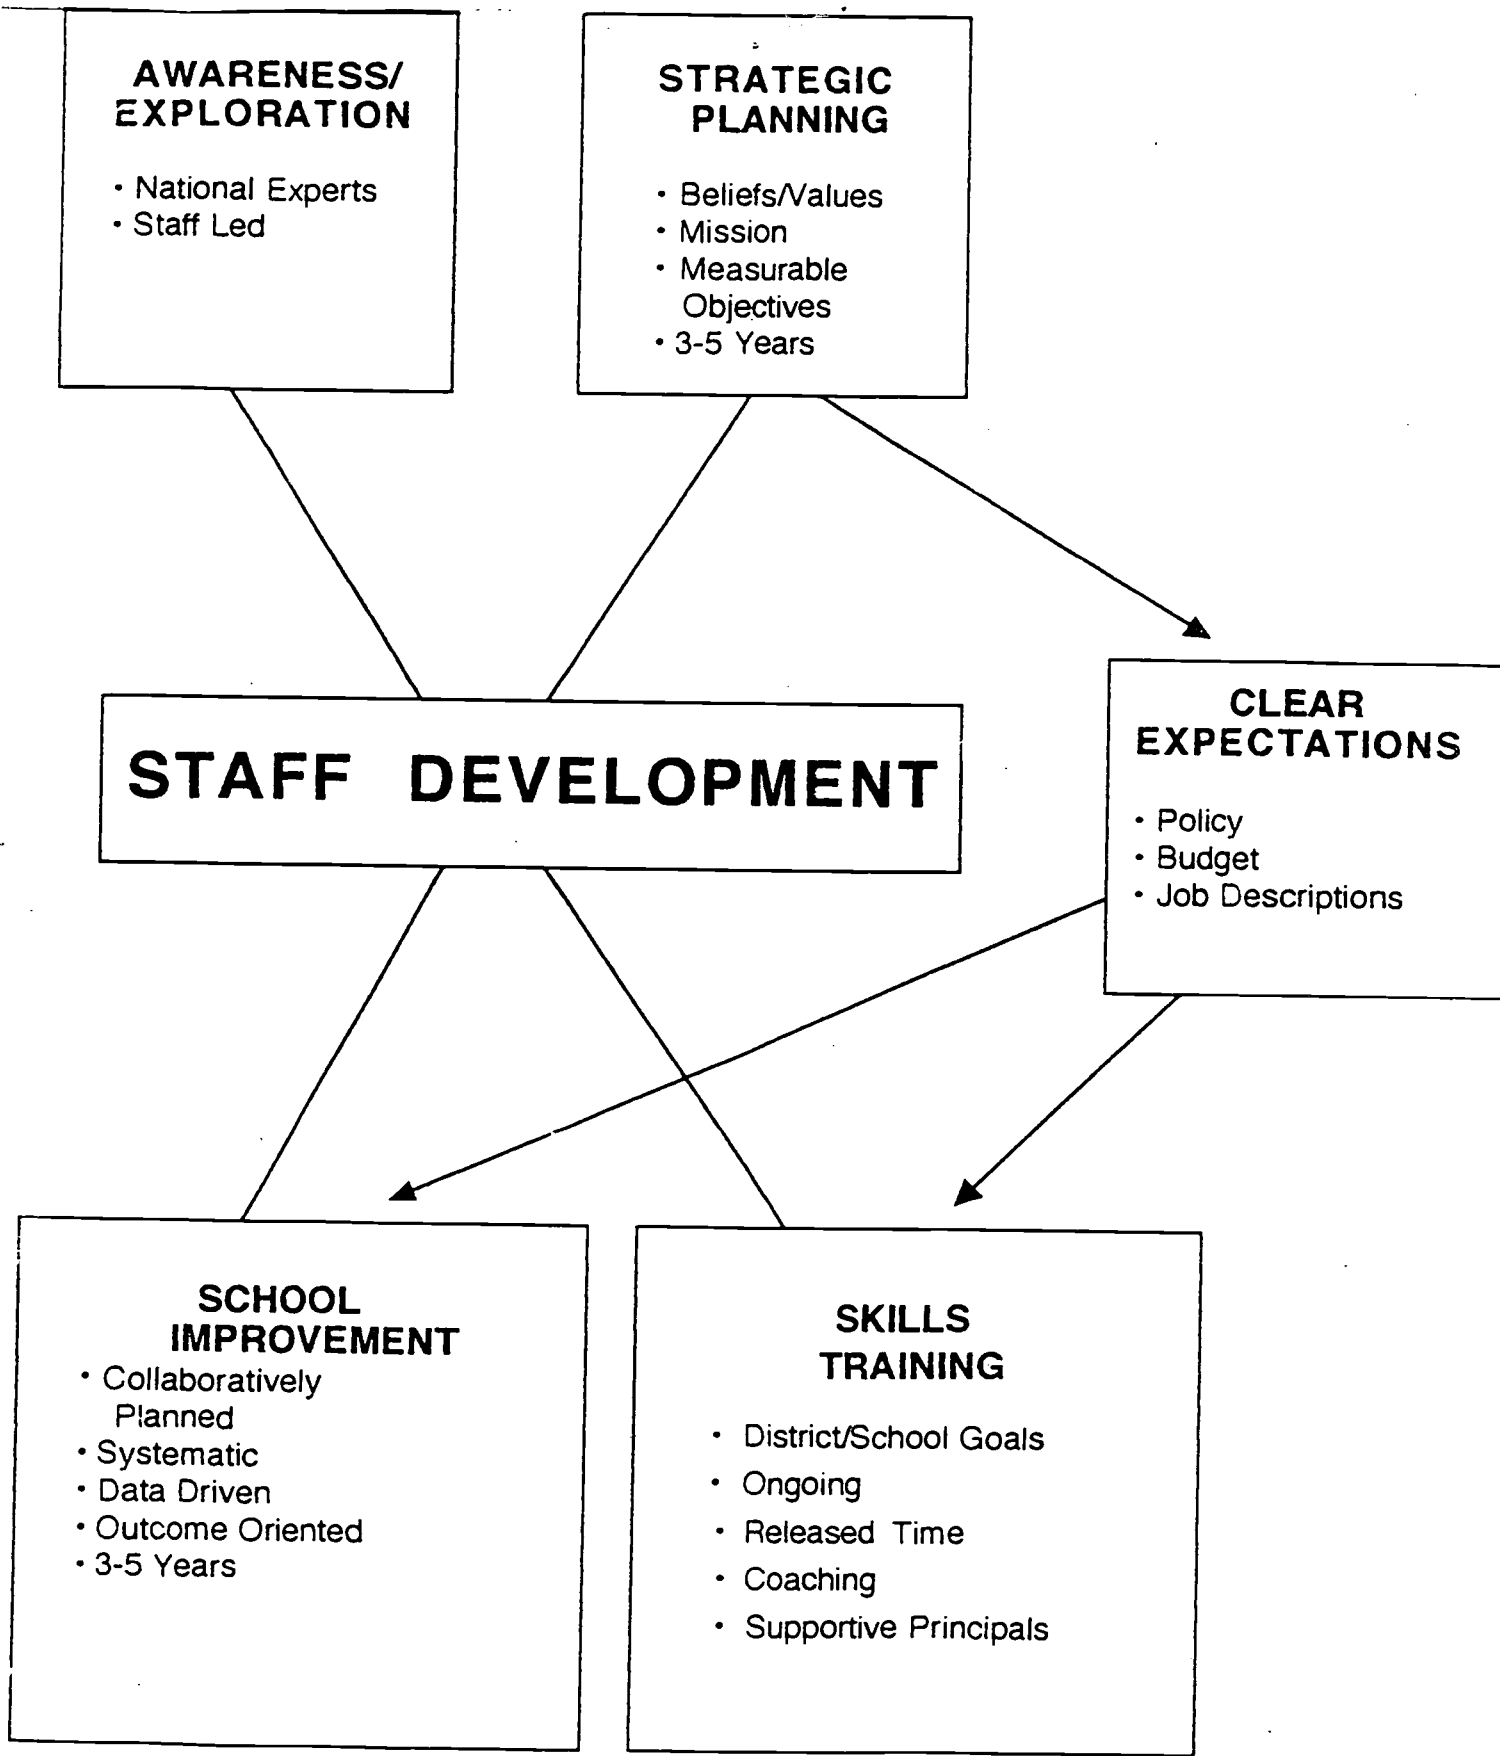 AWARENESS/
EXPLORATION
• National Experts
• Staff Led
STRATEGIC
PLANNING
• Beliefs/Values
• Mission
• Measurable
Objectives
• 3-5 Years
STAFF DEVELOPMENT
CLEAR
EXPECTATIONS
• Policy
• Budget
• Job Descriptions
SCHOOL
IMPROVEMENT
• Collaboratively
Planned
• Systematic
• Data Driven
• Outcome Oriented
• 3-5 Years
SKILLS
TRAINING
• District/School Goals
• Ongoing
• Released Time
• Coaching
• Supportive Principals